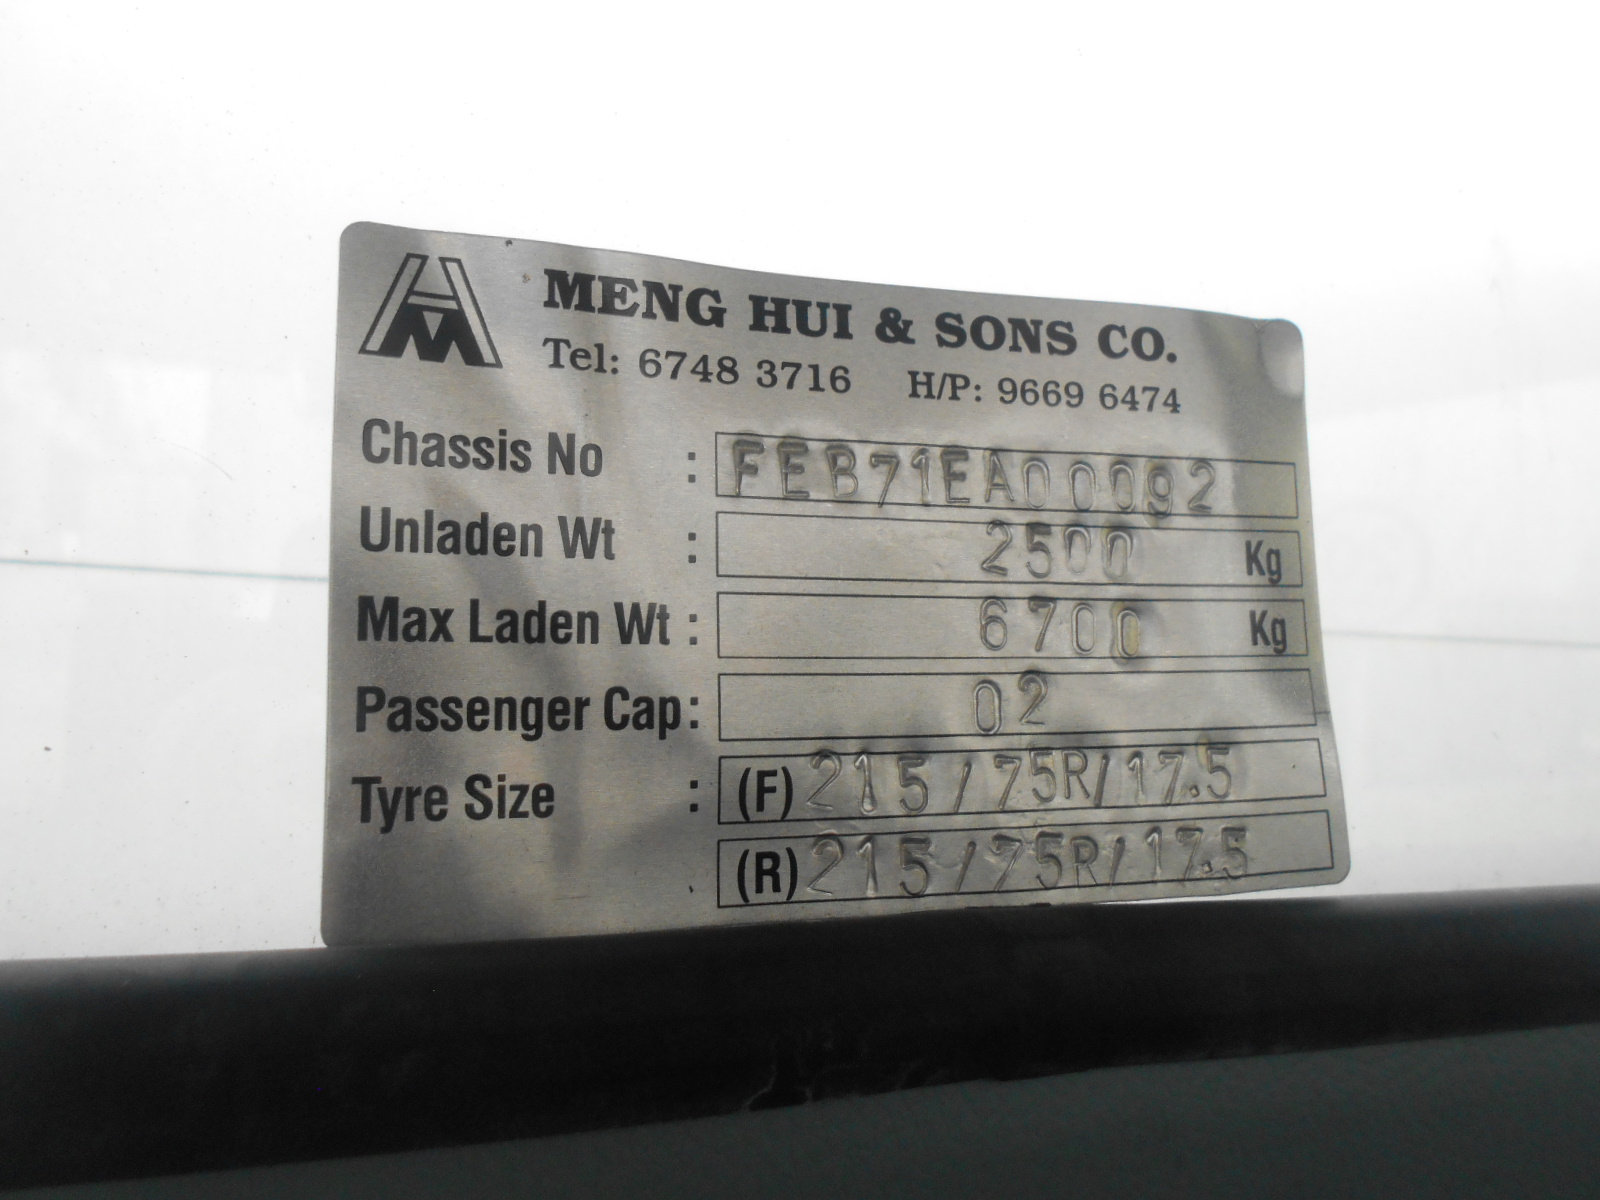 MENG HUI & SONS CO.
Tel: 6748 3716 H/P: 9669 6474
Chassis No : FEB71EA00092
Unladen Wt : 2500 Kg
Max Laden Wt : 6700 Kg
Passenger Cap: 02
Tyre Size : (F) 215/75R/17.5
(R) 215/75R/17.5